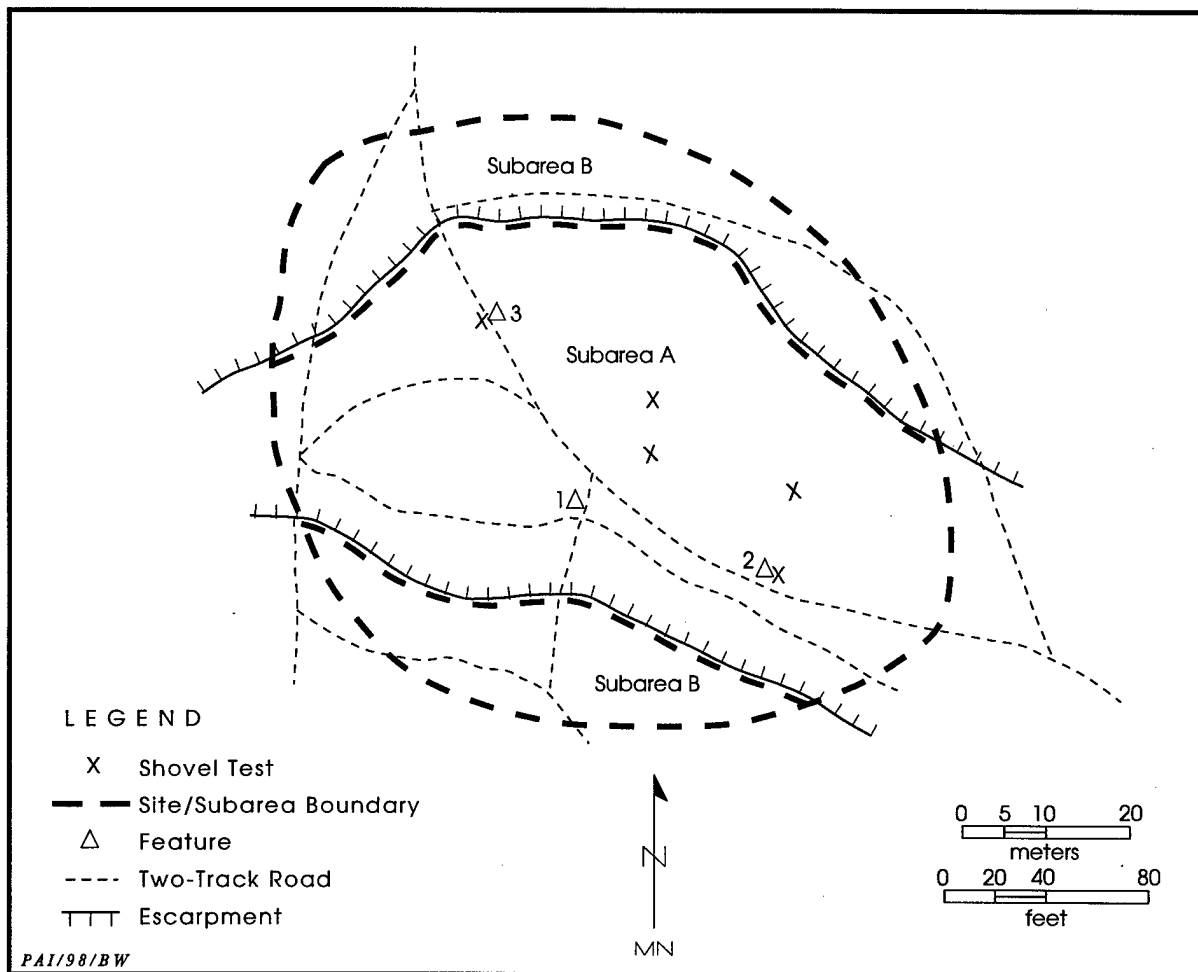 Subarea B
3
Subarea A
1
2
Subarea B
LEGEND
X Shovel Test
Site/Subarea Boundary
Feature
Two-Track Road
Escarpment
N
MN
0 5 10 20
meters
0 20 40 80
feet
PAI/98/BW